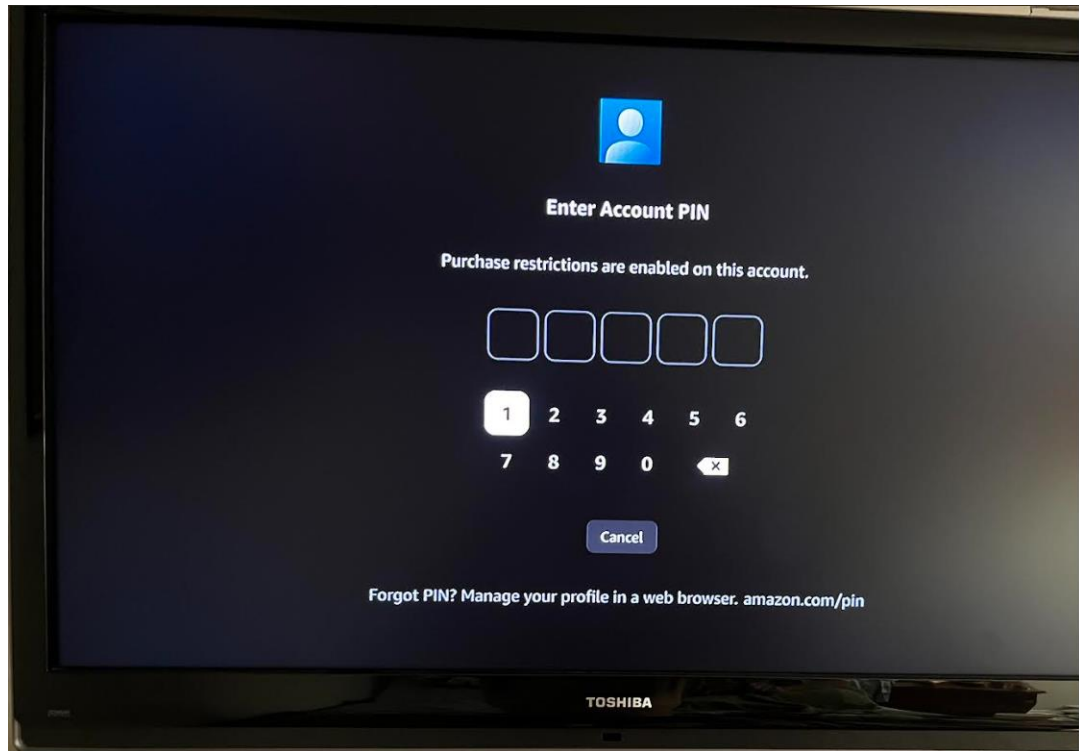 Enter Account PIN
Purchase restrictions are enabled on this account.
1 2 3 4 5 6
7 8 9 0
Cancel
Forgot PIN? Manage your profile in a web browser. amazon.com/pin
TOSHIBA